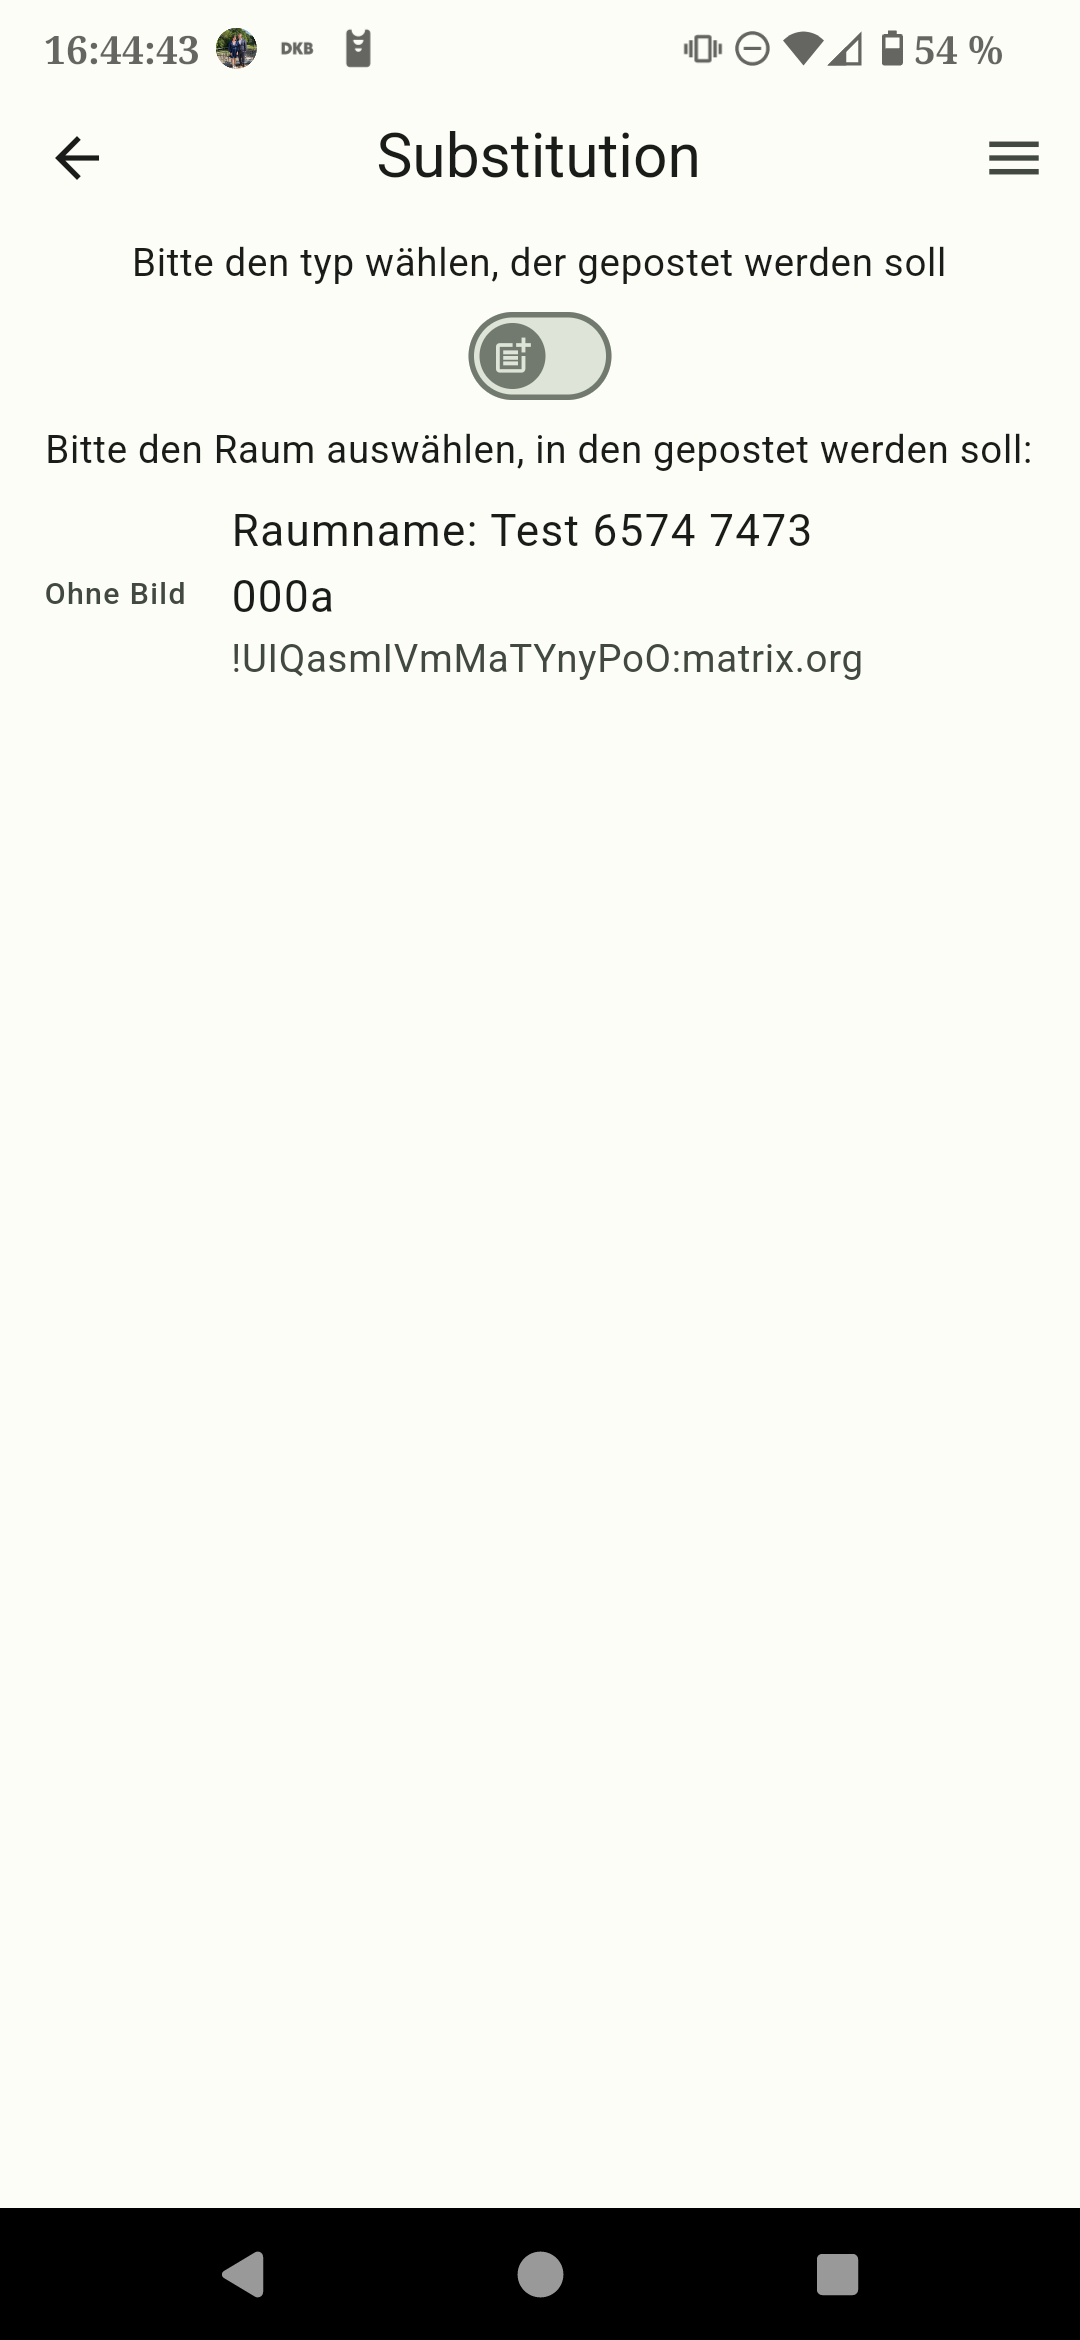 16:44:43 DKB 54 %
Substitution
Bitte den typ wählen, der gepostet werden soll
Bitte den Raum auswählen, in den gepostet werden soll:
Raumname: Test 6574 7473
Ohne Bild 000a
!UIQasmIVmMaTYnyPoO:matrix.org